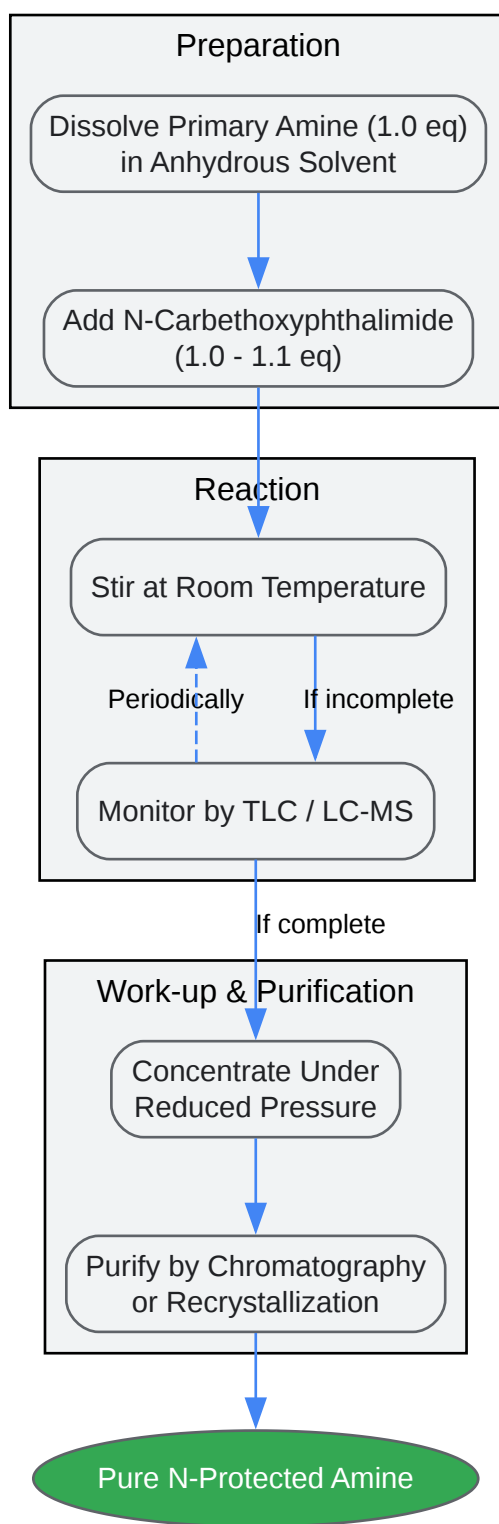 Preparation
Dissolve Primary Amine (1.0 eq)
in Anhydrous Solvent
Add N-Carbethoxyphthalimide
(1.0 - 1.1 eq)
Reaction
Stir at Room Temperature
Periodically
If incomplete
Monitor by TLC / LC-MS
If complete
Work-up & Purification
Concentrate Under
Reduced Pressure
Purify by Chromatography
or Recrystallization
Pure N-Protected Amine